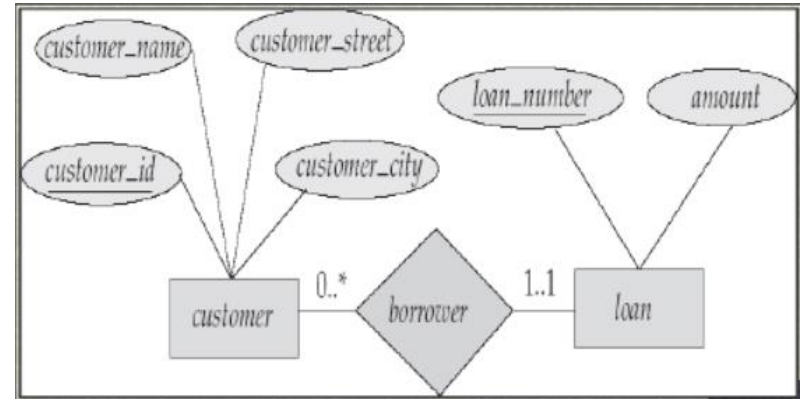 customer_name
customer_street
loan_number
amount
customer_id
customer_city
customer
0..*
borrower
1..1
loan